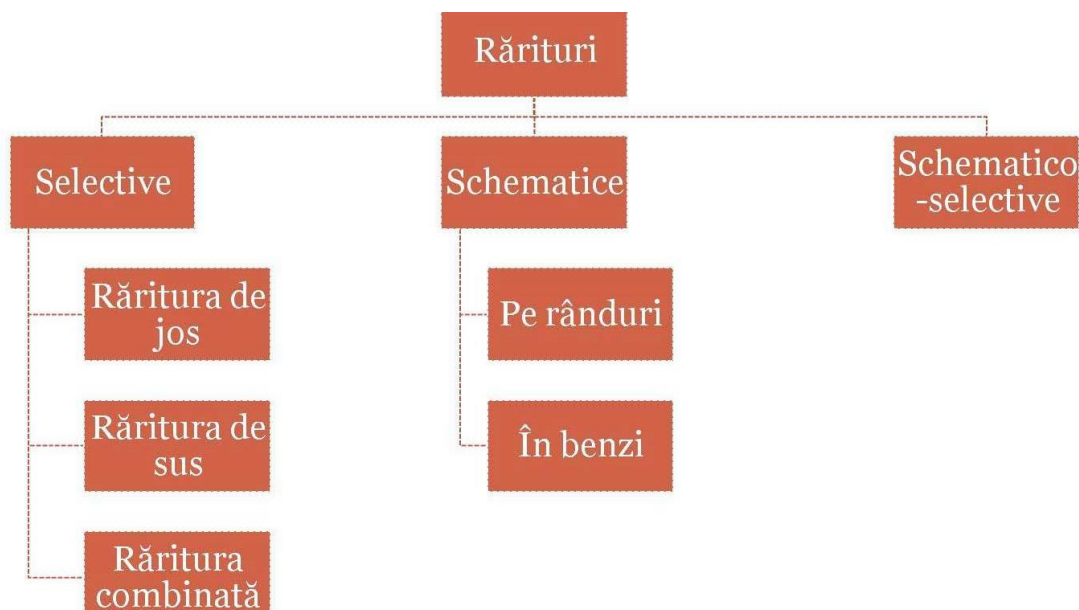 Rărituri
Selective
Schematice
Schematico
-selective
Răritura de
jos
Pe rânduri
Răritura de
sus
În benzi
Răritura
combinată